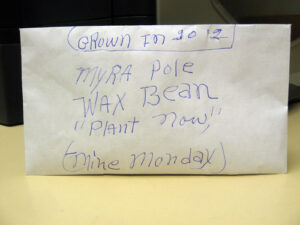 (GROWN IN 2012
MYRA POLE
WAX BEAN
"PLANT NOW,"
(MINE MONDAY)